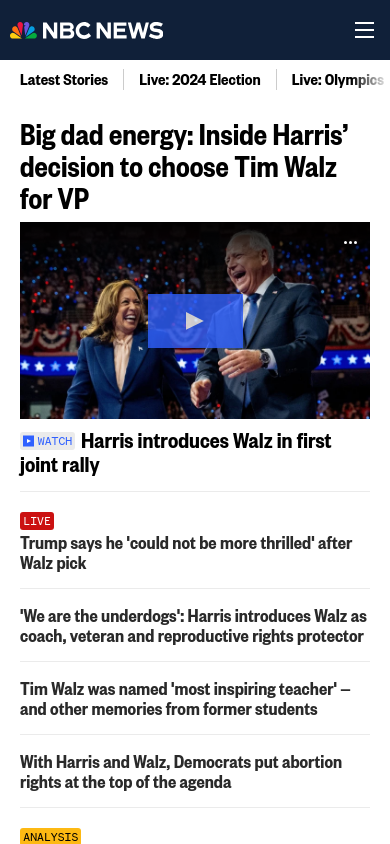 NBC NEWS
Latest Stories
Live: 2024 Election
Live: Olympics
Big dad energy: Inside Harris’
decision to choose Tim Walz
for VP
WATCH Harris introduces Walz in first
joint rally
LIVE
Trump says he 'could not be more thrilled' after
Walz pick
'We are the underdogs': Harris introduces Walz as
coach, veteran and reproductive rights protector
Tim Walz was named 'most inspiring teacher' —
and other memories from former students
With Harris and Walz, Democrats put abortion
rights at the top of the agenda
ANALYSIS